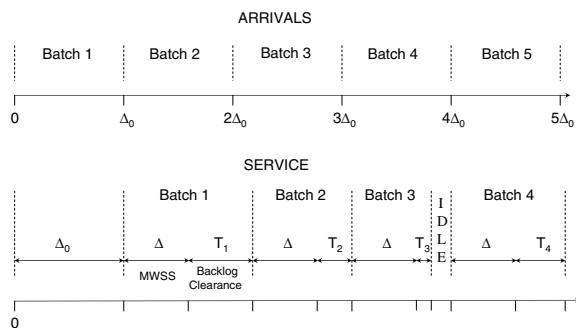 ARRIVALS
Batch 1 Batch 2 Batch 3 Batch 4 Batch 5
0 Δ₀ 2Δ₀ 3Δ₀ 4Δ₀ 5Δ₀
SERVICE
Batch 1 Batch 2 Batch 3 IDLE Batch 4
Δ₀ Δ T₁ Δ T₂ Δ T₃ Δ T₄
MWSS Backlog
Clearance
0